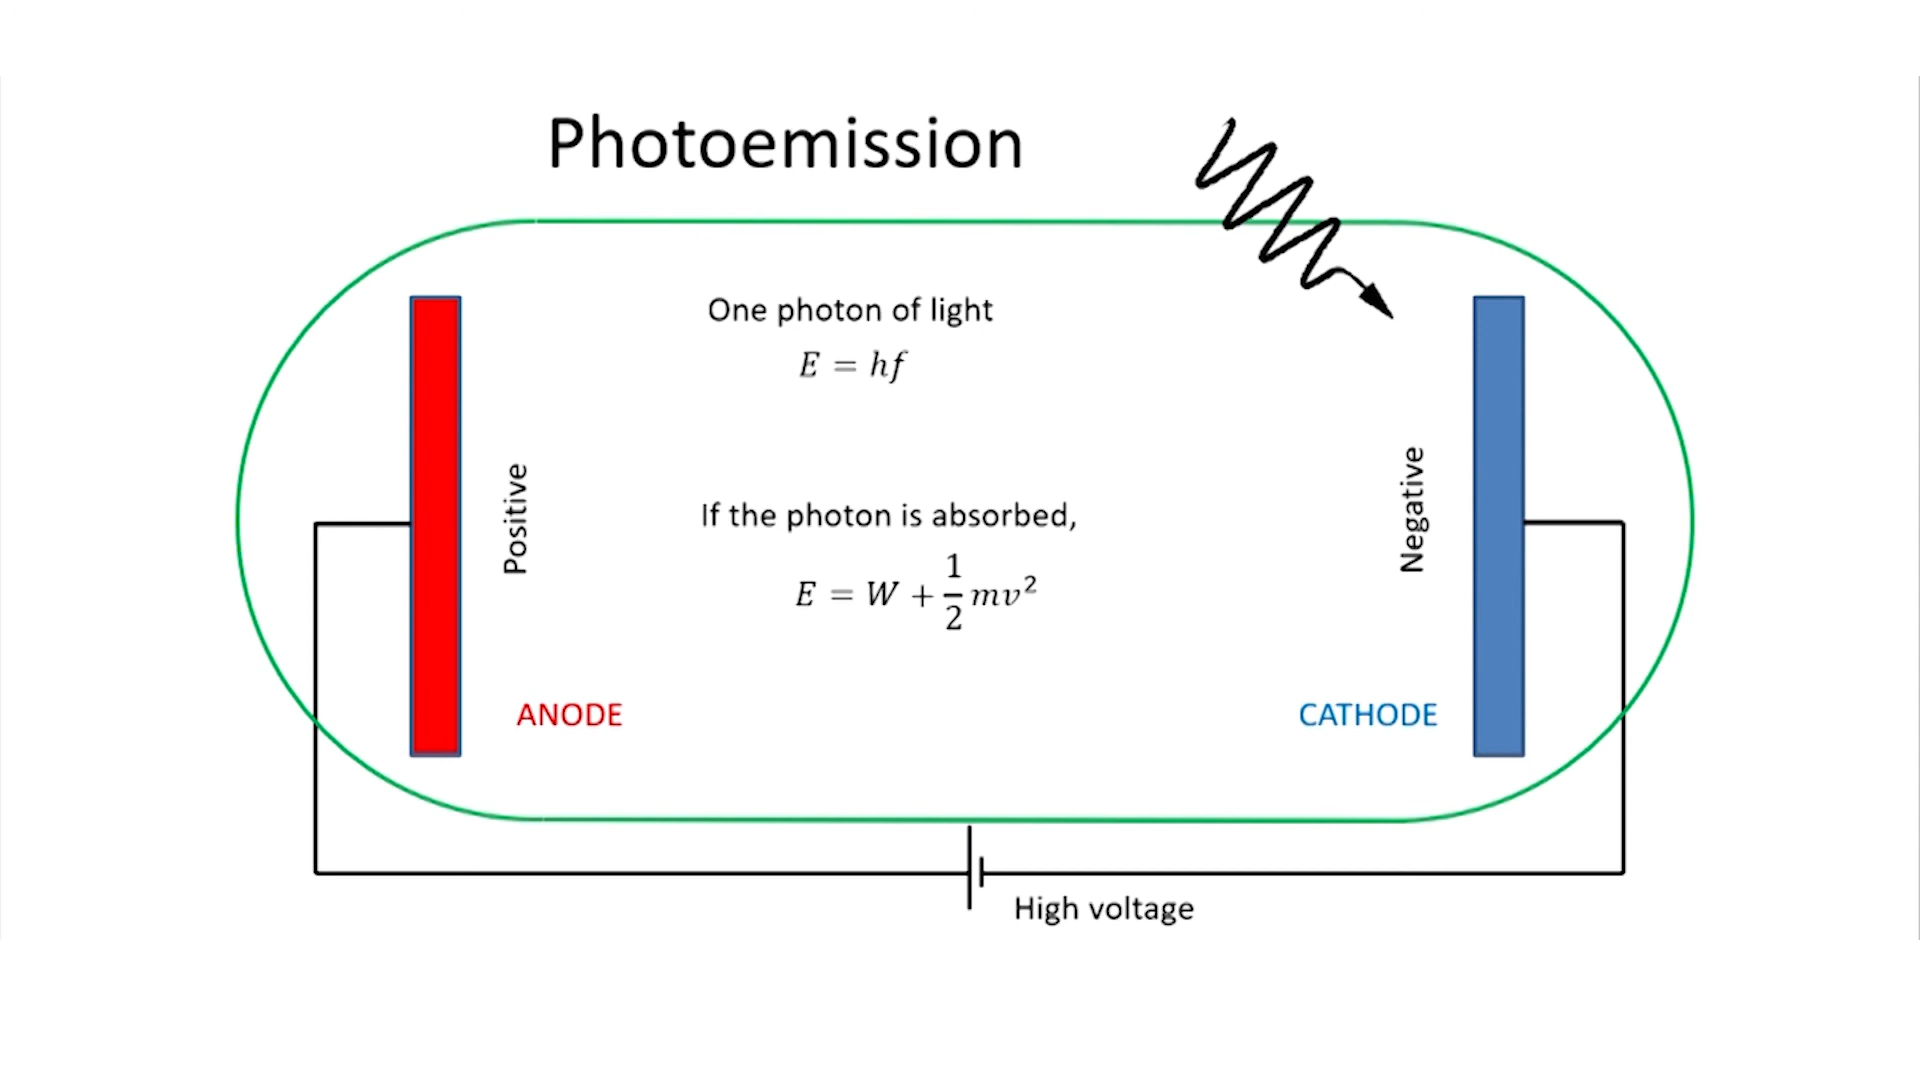 Photoemission
One photon of light
E = hf
Positive
Negative
If the photon is absorbed,
E = W + 1/2 mv²
ANODE
CATHODE
High voltage